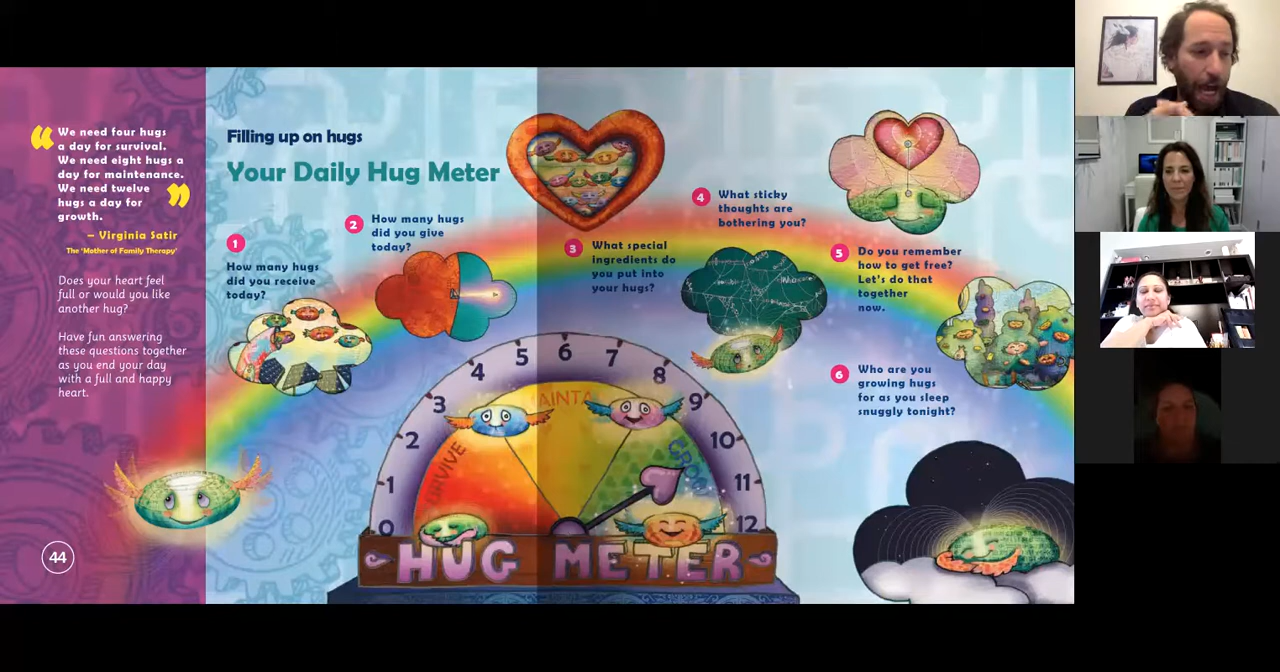 We need four hugs
a day for survival.
We need eight hugs a
day for maintenance.
We need twelve
hugs a day for
growth.
– Virginia Satir
The 'Mother of Family Therapy'
Does your heart feel
full or would you like
another hug?
Have fun answering
these questions together
as you end your day
with a full and happy
heart.
44
Filling up on hugs
Your Daily Hug Meter
1
How many hugs
did you receive
today?
2
How many hugs
did you give
today?
3
What special
ingredients do
you put into
your hugs?
4
What sticky
thoughts are
bothering you?
5
Do you remember
how to get free?
Let's do that
together
now.
6
Who are you
growing hugs
for as you sleep
snuggly tonight?
0
1
2
3
4
5
6
7
8
9
10
11
12
HUG METER